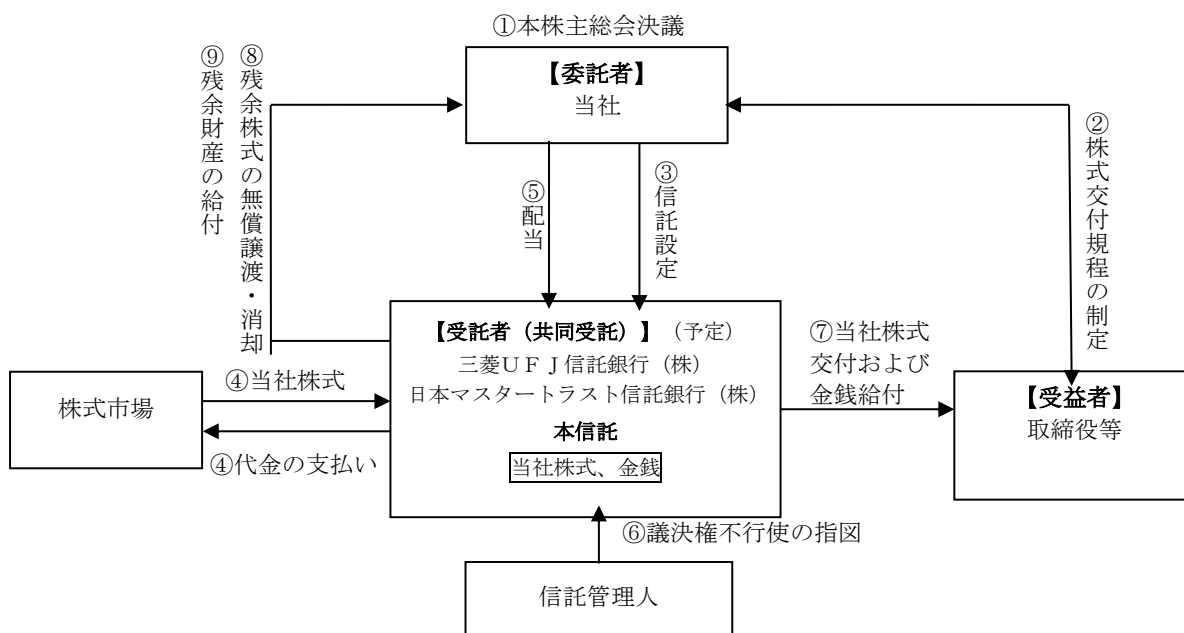 ①本株主総会決議
【委託者】
当社
⑨残余財産の給付
⑧残余株式の無償譲渡・消却
⑤配当
③信託設定
②株式交付規程の制定
【受託者（共同受託）】（予定）
三菱ＵＦＪ信託銀行（株）
日本マスタートラスト信託銀行（株）
本信託
当社株式、金銭
④当社株式
株式市場
④代金の支払い
⑦当社株式
交付および
金銭給付
【受益者】
取締役等
⑥議決権不行使の指図
信託管理人